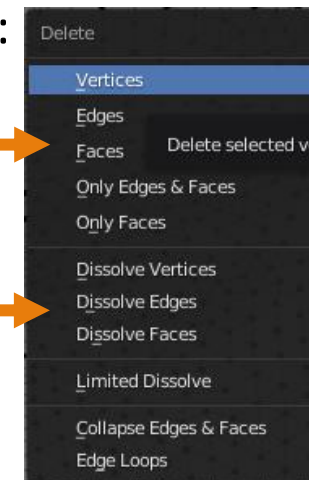 :
Delete
Vertices
Edges
Faces
Delete selected v
Only Edges & Faces
Only Faces
Dissolve Vertices
Dissolve Edges
Dissolve Faces
Limited Dissolve
Collapse Edges & Faces
Edge Loops